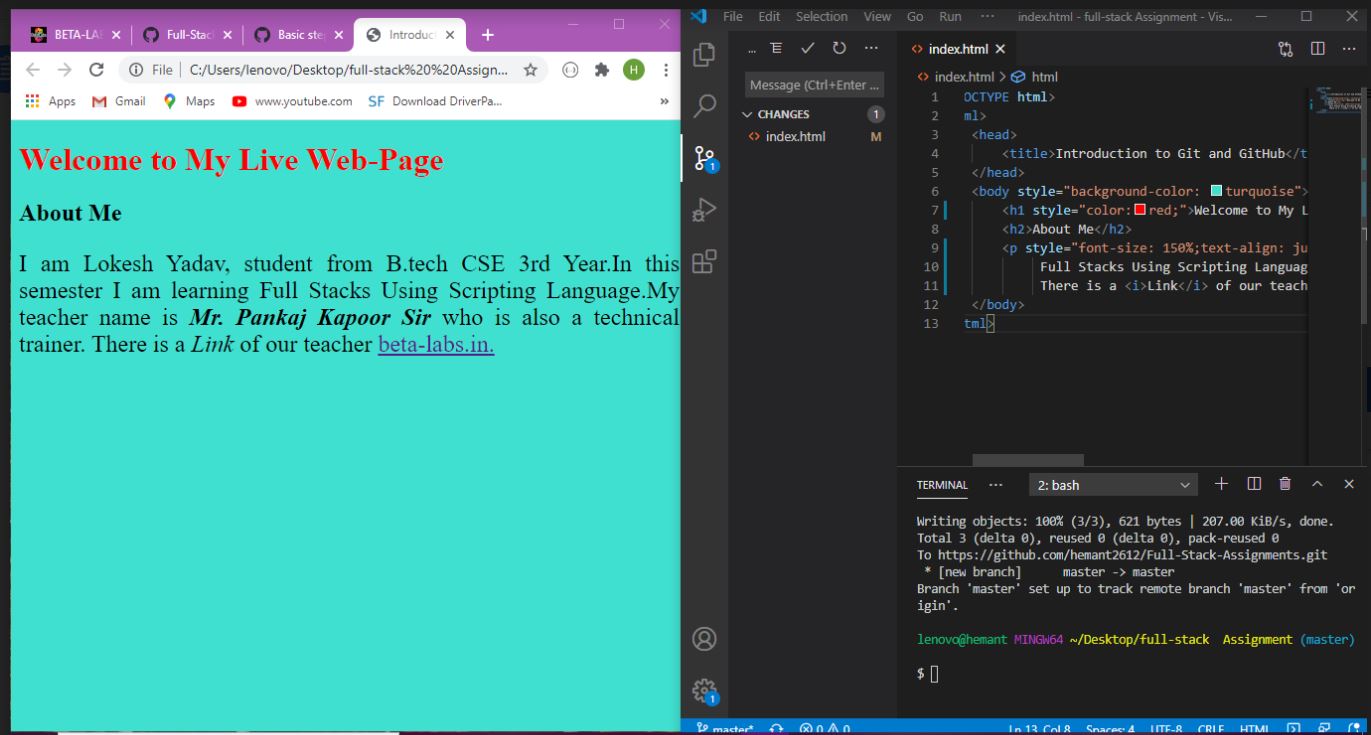 BETA-LAB
Full-Stac
Basic ste
Introduc
File
C:/Users/lenovo/Desktop/full-stack%20%20Assign...
H
Apps
Gmail
Maps
www.youtube.com
SF Download DriverPa...
»
Welcome to My Live Web-Page
About Me
I am Lokesh Yadav, student from B.tech CSE 3rd Year.In this
semester I am learning Full Stacks Using Scripting Language.My
teacher name is Mr. Pankaj Kapoor Sir who is also a technical
trainer. There is a Link of our teacher beta-labs.in.
File Edit Selection View Go Run ··· index.html - full-stack Assignment - Vis...
Message (Ctrl+Enter ...
CHANGES 1
index.html M
1
1
index.html
index.html > html
1 OCTYPE html>
2 ml>
3 <head>
4 <title>Introduction to Git and GitHub</t
5 </head>
6 <body style="background-color: turquoise">
7 <h1 style="color:red;">Welcome to My L
8 <h2>About Me</h2>
9 <p style="font-size: 150%;text-align: ju
10 Full Stacks Using Scripting Languag
11 There is a <i>Link</i> of our teach
12 </body>
13 tml>
TERMINAL ··· 2: bash
Writing objects: 100% (3/3), 621 bytes | 207.00 KiB/s, done.
Total 3 (delta 0), reused 0 (delta 0), pack-reused 0
To https://github.com/hemant2612/Full-Stack-Assignments.git
* [new branch] master -> master
Branch 'master' set up to track remote branch 'master' from 'or
igin'.
lenovo@hemant MINGW64 ~/Desktop/full-stack  Assignment (master)
$
master* 0 0 Ln 13, Col 8 Spaces: 4 UTF-8 CRLF HTML